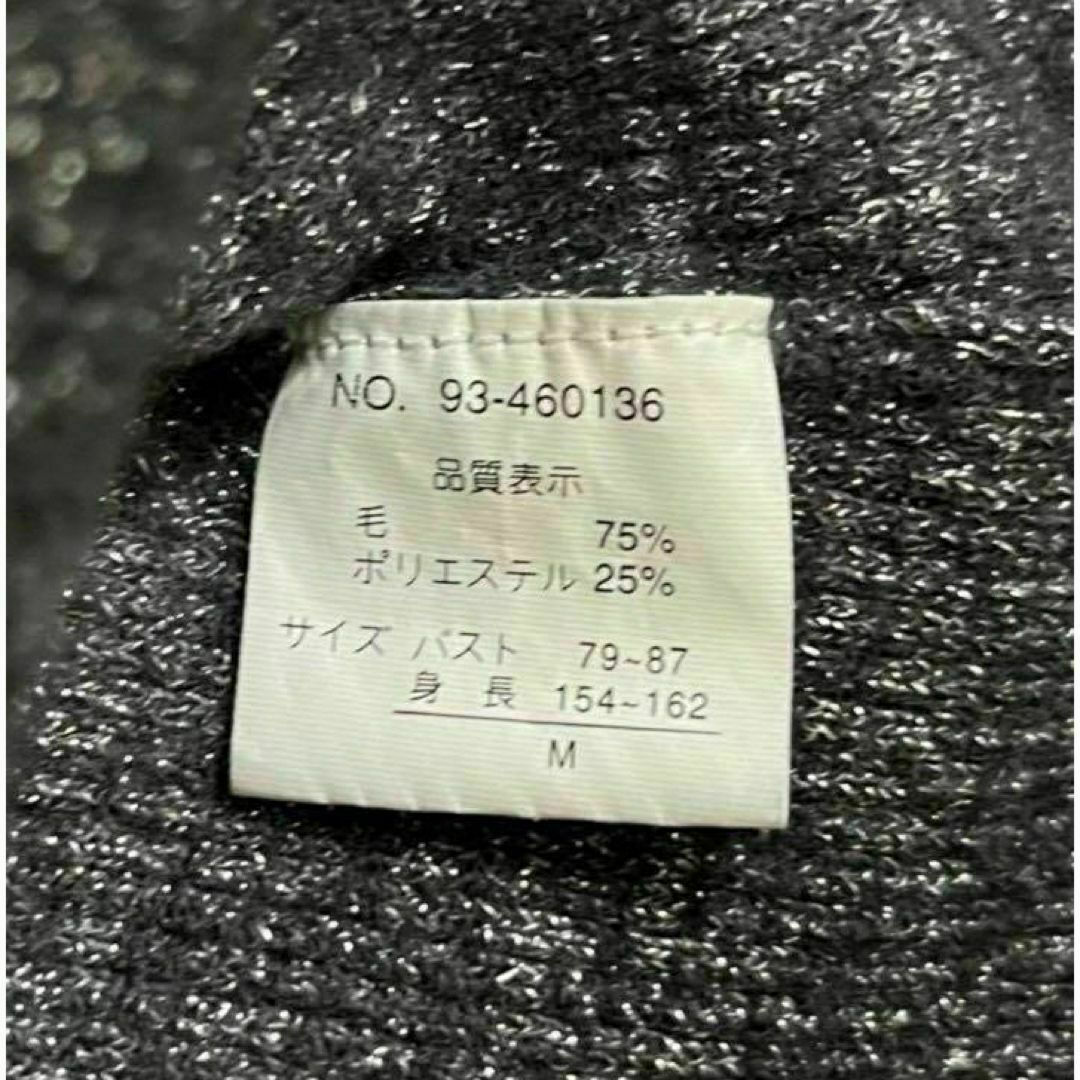 NO. 93-460136
品質表示
毛 75%
ポリエステル 25%
サイズ バスト 79~87
身長 154~162
M